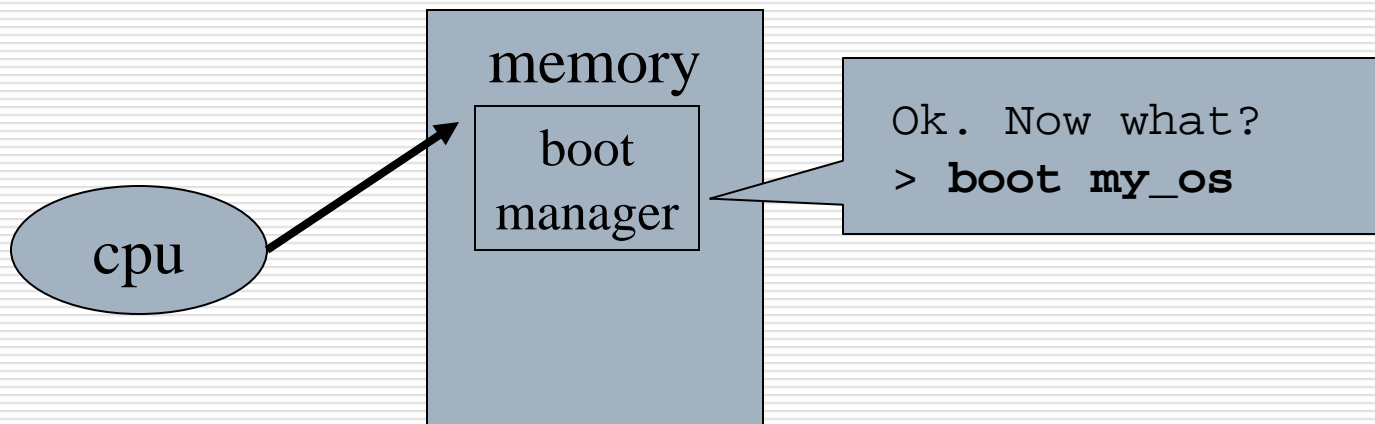 memory
boot
manager
cpu
Ok. Now what?
> boot my_os